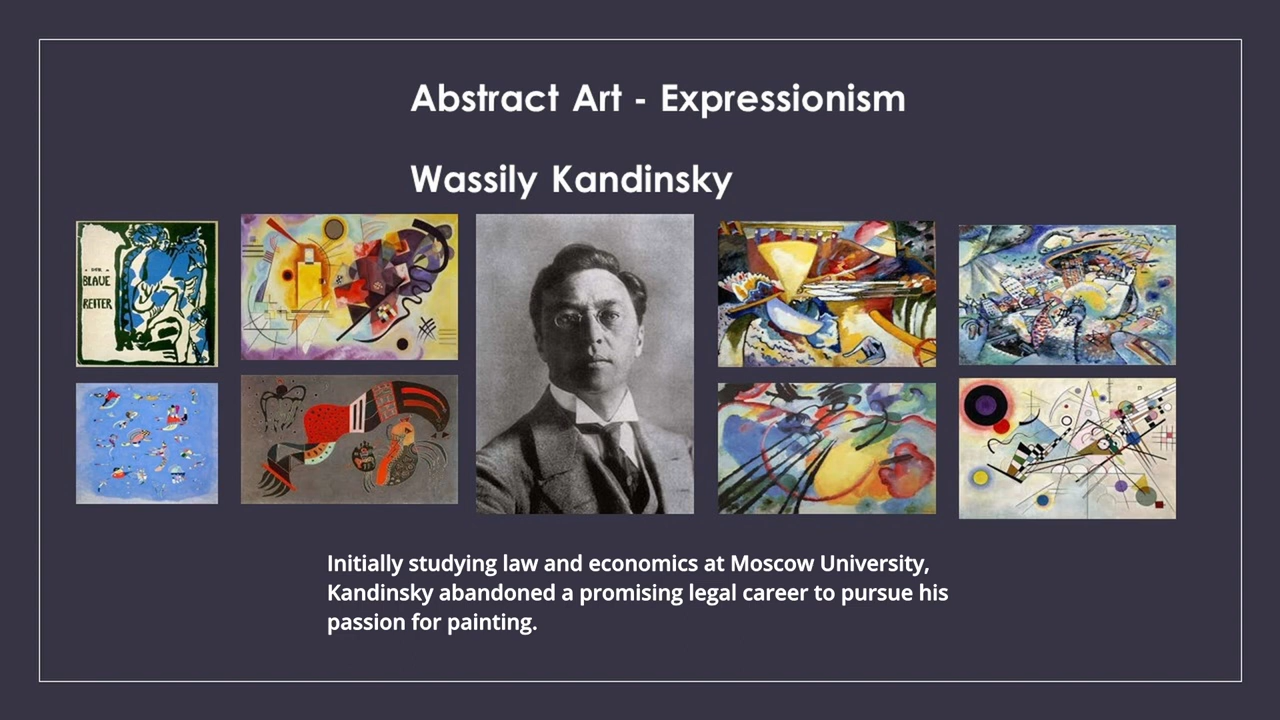 Abstract Art - Expressionism
Wassily Kandinsky
DER
BLAUE
REITER
Initially studying law and economics at Moscow University,
Kandinsky abandoned a promising legal career to pursue his
passion for painting.